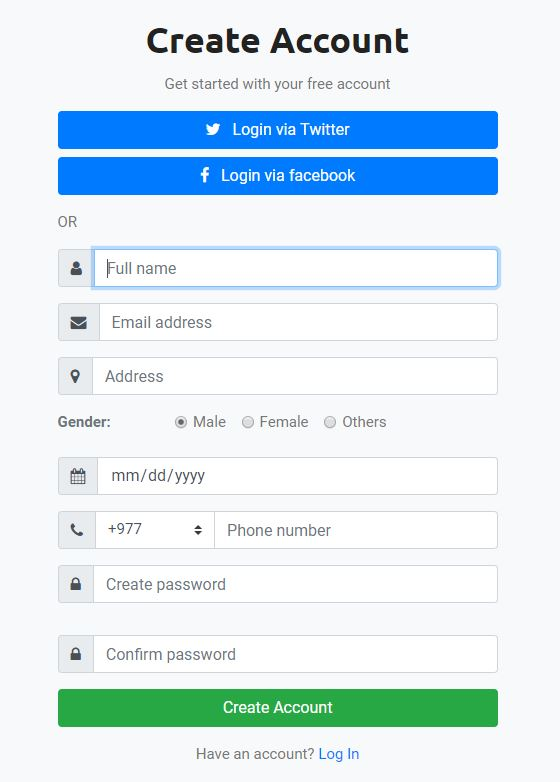 Create Account
Get started with your free account
Login via Twitter
Login via facebook
OR
Full name
Email address
Address
Gender: Male Female Others
mm/dd/yyyy
+977 Phone number
Create password
Confirm password
Create Account
Have an account? Log In